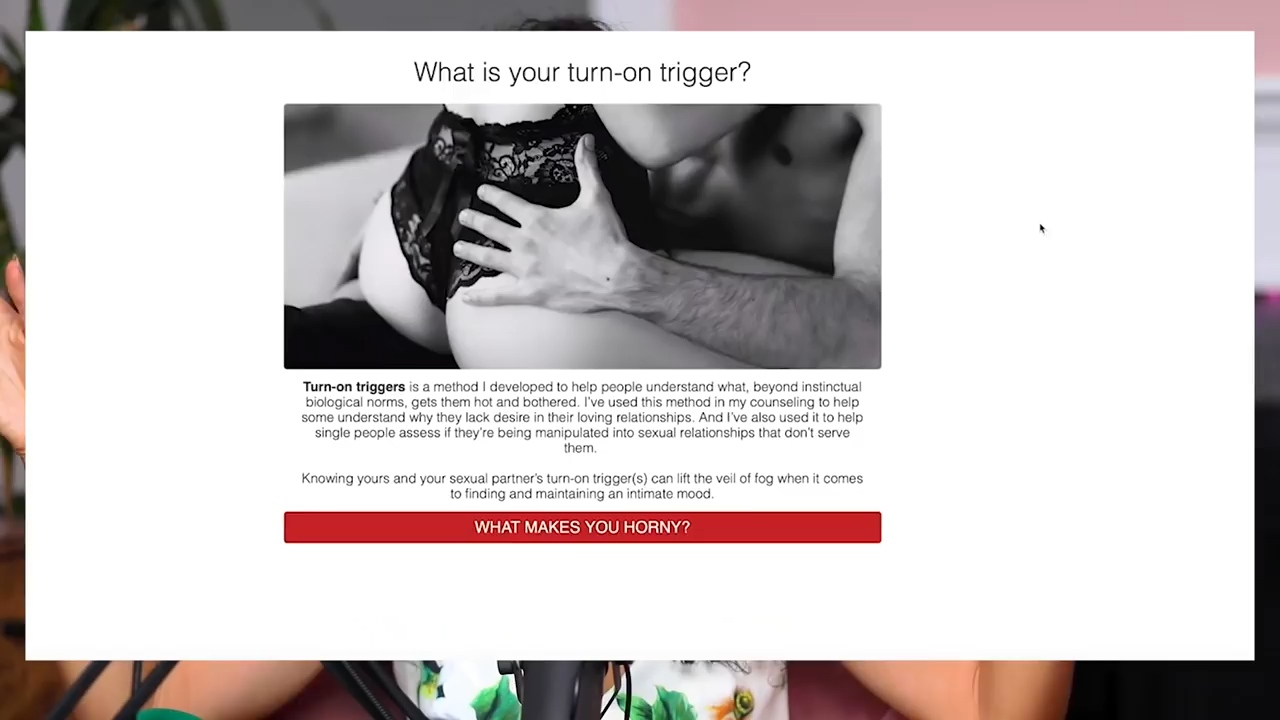 What is your turn-on trigger?
Turn-on triggers is a method I developed to help people understand what, beyond instinctual
biological norms, gets them hot and bothered. I've used this method in my counseling to help
some understand why they lack desire in their loving relationships. And I've also used it to help
single people assess if they're being manipulated into sexual relationships that don't serve
them.
Knowing yours and your sexual partner's turn-on trigger(s) can lift the veil of fog when it comes
to finding and maintaining an intimate mood.
WHAT MAKES YOU HORNY?